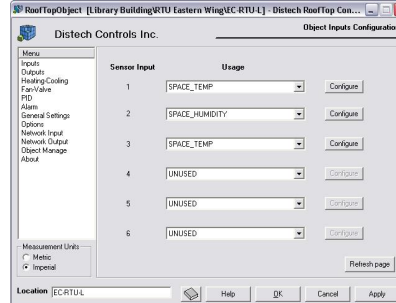 RoofTopObject [Library Building\RTU Eastern Wing\EC-RTU-L] - Distech RoofTop Con...
Distech Controls Inc.
Object Inputs Configuration
Menu
Inputs
Outputs
Heating-Cooling
Fan-Valve
PID
Alarm
General Settings
Options
Network Input
Network Output
Object Manage
About
Sensor Input Usage
1 SPACE_TEMP Configure
2 SPACE_HUMIDITY Configure
3 SPACE_TEMP Configure
4 UNUSED Configure
5 UNUSED Configure
6 UNUSED Configure
Measurement Units
Metric
Imperial
Refresh page
Location EC-RTU-L Help OK Cancel Apply